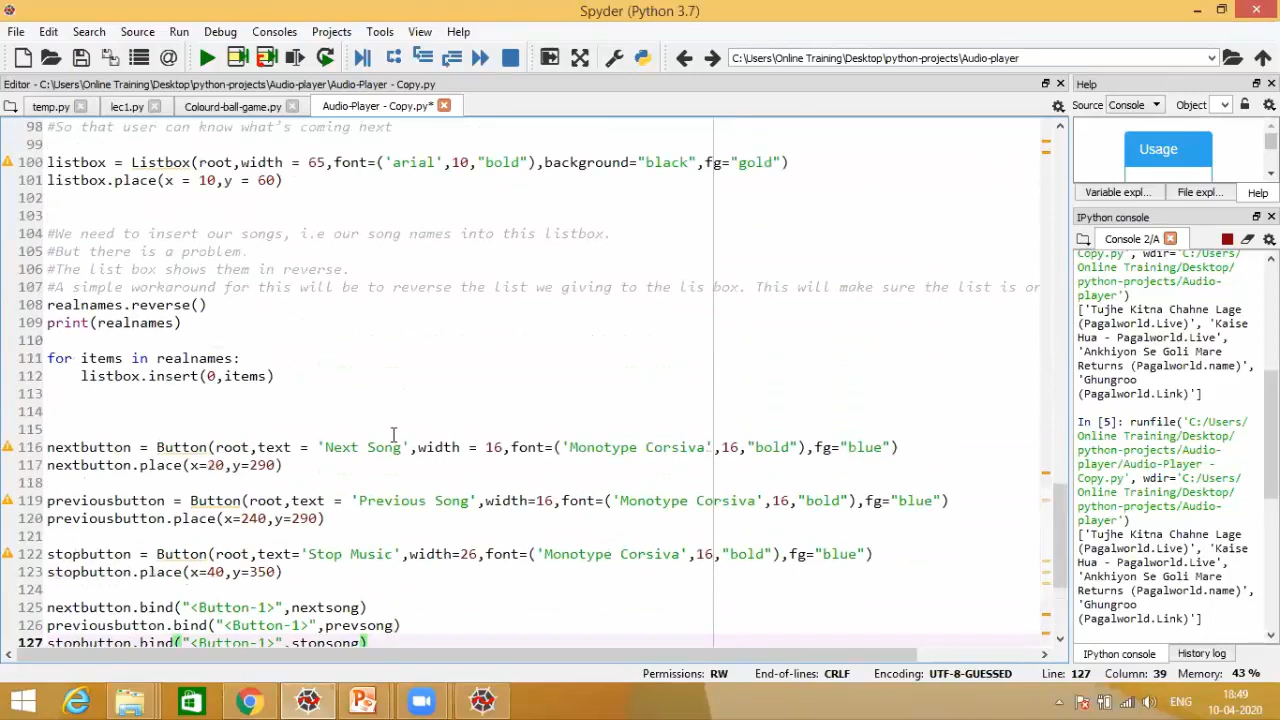 Spyder (Python 3.7)
File Edit Search Source Run Debug Consoles Projects Tools View Help
C:\Users\Online Training\Desktop\python-projects\Audio-player
Editor - C:\Users\Online Training\Desktop\python-projects\Audio-player\Audio-Player - Copy.py
Help
temp.py lec1.py Colourd-ball-game.py Audio-Player - Copy.py*
Source Console Object
Usage
Variable expl... File expl... Help
IPython console
Console 2/A
98 #So that user can know what's coming next
99
100 listbox = Listbox(root,width = 65,font=('arial',10,"bold"),background="black",fg="gold")
101 listbox.place(x = 10,y = 60)
102
103
104 #We need to insert our songs, i.e our song names into this listbox.
105 #But there is a problem.
106 #The list box shows them in reverse.
107 #A simple workaround for this will be to reverse the list we giving to the lis box. This will make sure the list is or
108 realnames.reverse()
109 print(realnames)
110
111 for items in realnames:
112 listbox.insert(0,items)
113
114
115
116 nextbutton = Button(root,text = 'Next Song',width = 16,font=('Monotype Corsiva',16,"bold"),fg="blue")
117 nextbutton.place(x=20,y=290)
118
119 previousbutton = Button(root,text = 'Previous Song',width=16,font=('Monotype Corsiva',16,"bold"),fg="blue")
120 previousbutton.place(x=240,y=290)
121
122 stopbutton = Button(root,text='Stop Music',width=26,font=('Monotype Corsiva',16,"bold"),fg="blue")
123 stopbutton.place(x=40,y=350)
124
125 nextbutton.bind("<Button-1>",nextsong)
126 previousbutton.bind("<Button-1>",prevsong)
127 stopbutton.bind("<Button-1>",stopsong)
Copy.py', wdir='C:/Users/
Online Training/Desktop/
python-projects/Audio-
player')
['Tujhe Kitna Chahne Lage
(Pagalworld.Live)', 'Kaise
Hua - Pagalworld.Live',
'Ankhiyon Se Goli Mare
Returns (Pagalworld.name)',
'Ghungroo
(Pagalworld.Link)']
In [5]: runfile('C:/Users/
Online Training/Desktop/
python-projects/Audio-
player/Audio-Player -
Copy.py', wdir='C:/Users/
Online Training/Desktop/
python-projects/Audio-
player')
['Tujhe Kitna Chahne Lage
(Pagalworld.Live)', 'Kaise
Hua - Pagalworld.Live',
'Ankhiyon Se Goli Mare
Returns (Pagalworld.name)',
'Ghungroo
(Pagalworld.Link)']
IPython console History log
Permissions: RW End-of-lines: CRLF Encoding: UTF-8-GUESSED Line: 127 Column: 39 Memory: 43 %
ENG
18:49
10-04-2020